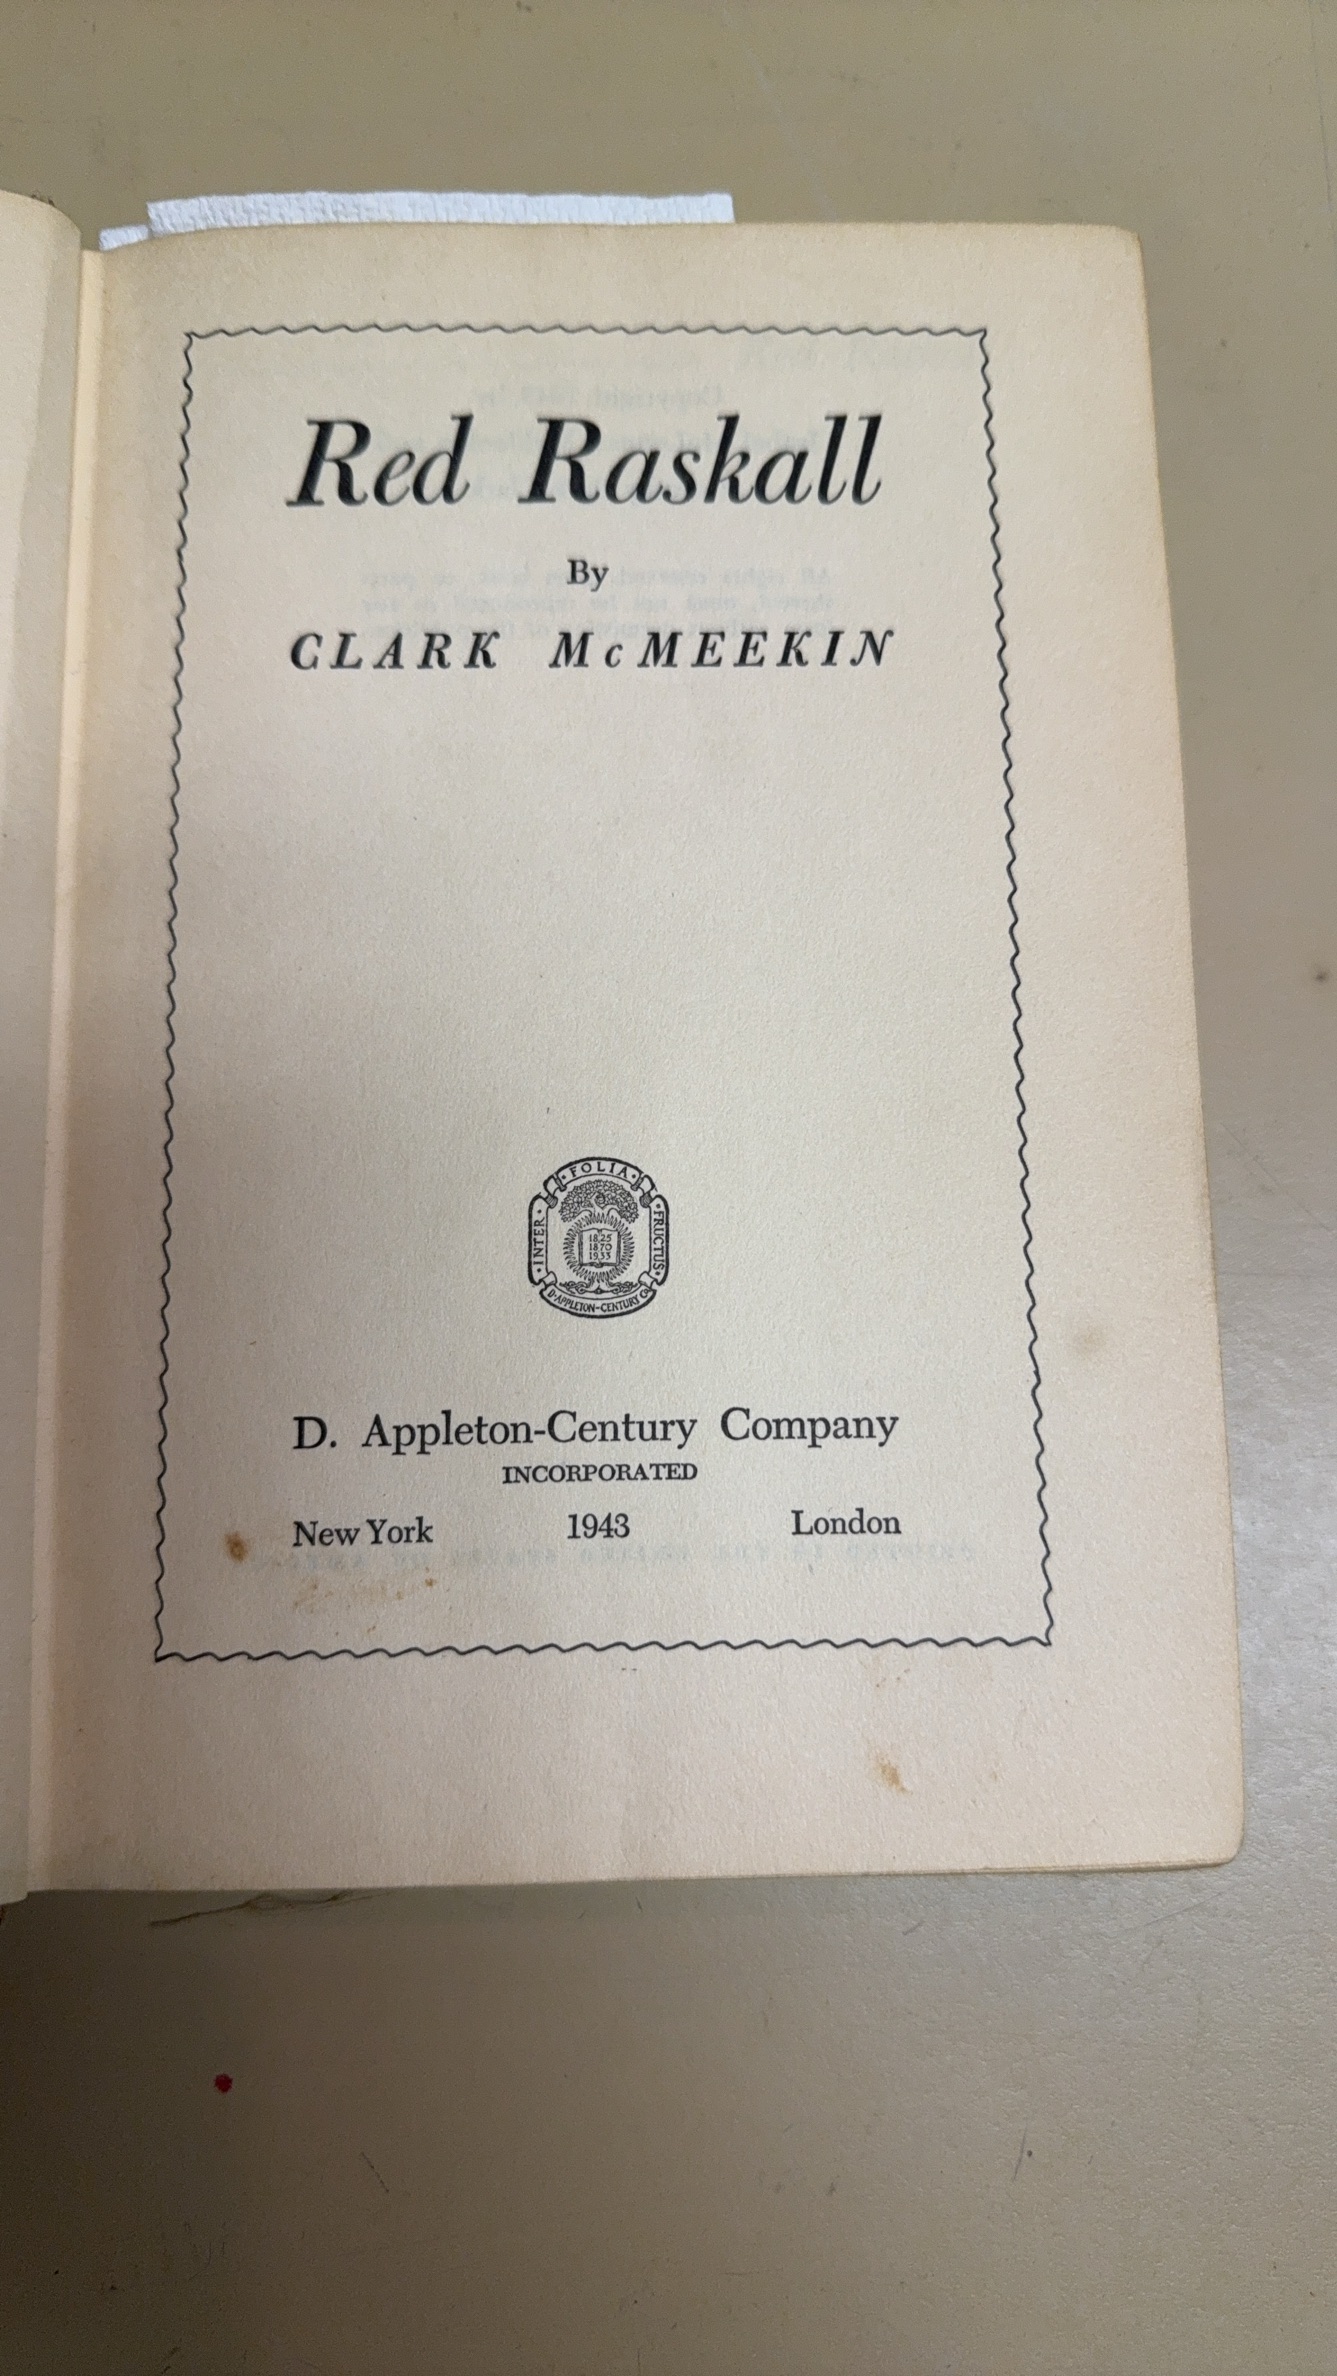 Red Raskall
By
CLARK McMEEKIN
·FOLIA·
·INTER·
·FRUCTUS·
1825
1870
1933
D·APPLETON-CENTURY Co
D. Appleton-Century Company
INCORPORATED
New York 1943 London